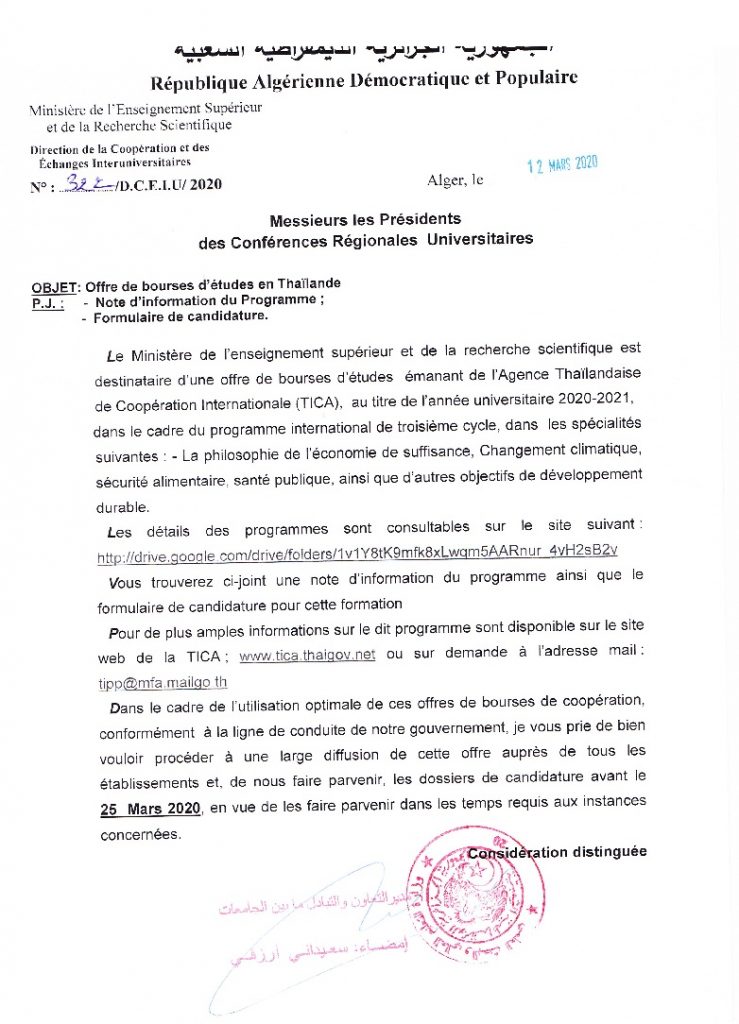 الجمهورية الجزائرية الديمقراطية الشعبية
République Algérienne Démocratique et Populaire
Ministère de l'Enseignement Supérieur
et de la Recherche Scientifique
Direction de la Coopération et des
Échanges Interuniversitaires
N° : 322/D.C.E.I.U/ 2020
Alger, le 12 MARS 2020
Messieurs les Présidents
des Conférences Régionales Universitaires
OBJET: Offre de bourses d'études en Thaïlande
P.J. : - Note d'information du Programme ;
- Formulaire de candidature.
Le Ministère de l'enseignement supérieur et de la recherche scientifique est
destinataire d'une offre de bourses d'études émanant de l'Agence Thaïlandaise
de Coopération Internationale (TICA), au titre de l'année universitaire 2020-2021,
dans le cadre du programme international de troisième cycle, dans les spécialités
suivantes : - La philosophie de l'économie de suffisance, Changement climatique,
sécurité alimentaire, santé publique, ainsi que d'autres objectifs de développement
durable.
Les détails des programmes sont consultables sur le site suivant :
http://drive.google.com/drive/folders/1v1Y8tK9mfk8xLwqm5AARnur_4vH2sB2v
Vous trouverez ci-joint une note d'information du programme ainsi que le
formulaire de candidature pour cette formation
Pour de plus amples informations sur le dit programme sont disponible sur le site
web de la TICA ; www.tica.thaigov.net ou sur demande à l'adresse mail :
tipp@mfa.mailgo.th
Dans le cadre de l'utilisation optimale de ces offres de bourses de coopération,
conformément à la ligne de conduite de notre gouvernement, je vous prie de bien
vouloir procéder à une large diffusion de cette offre auprès de tous les
établissements et, de nous faire parvenir, les dossiers de candidature avant le
25 Mars 2020, en vue de les faire parvenir dans les temps requis aux instances
concernées.
Considération distinguée
مدير التعاون والتبادل ما بين الجامعات
إمضاء: سعيداني أرزقي